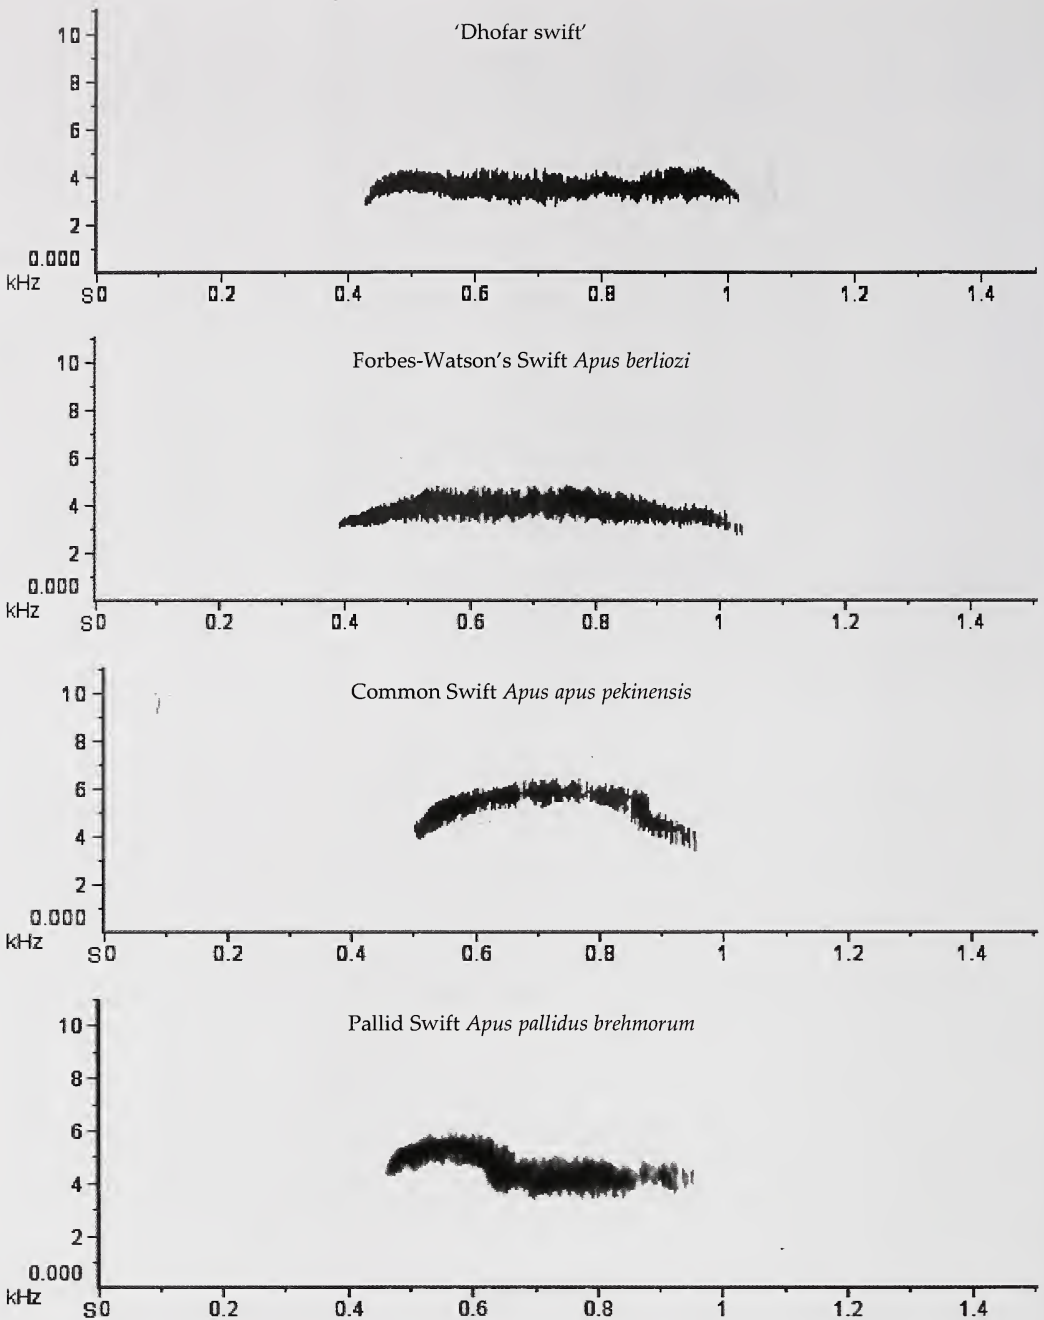 'Dhofar swift'
10
8
6
4
2
0.000
kHz
S 0 0.2 0.4 0.6 0.8 1 1.2 1.4
Forbes-Watson's Swift Apus berliozi
10
8
6
4
2
0.000
kHz
S 0 0.2 0.4 0.6 0.8 1 1.2 1.4
Common Swift Apus apus pekinensis
10
8
6
4
2
0.000
kHz
S 0 0.2 0.4 0.6 0.8 1 1.2 1.4
Pallid Swift Apus pallidus brehmorum
10
8
6
4
2
0.000
kHz
S 0 0.2 0.4 0.6 0.8 1 1.2 1.4